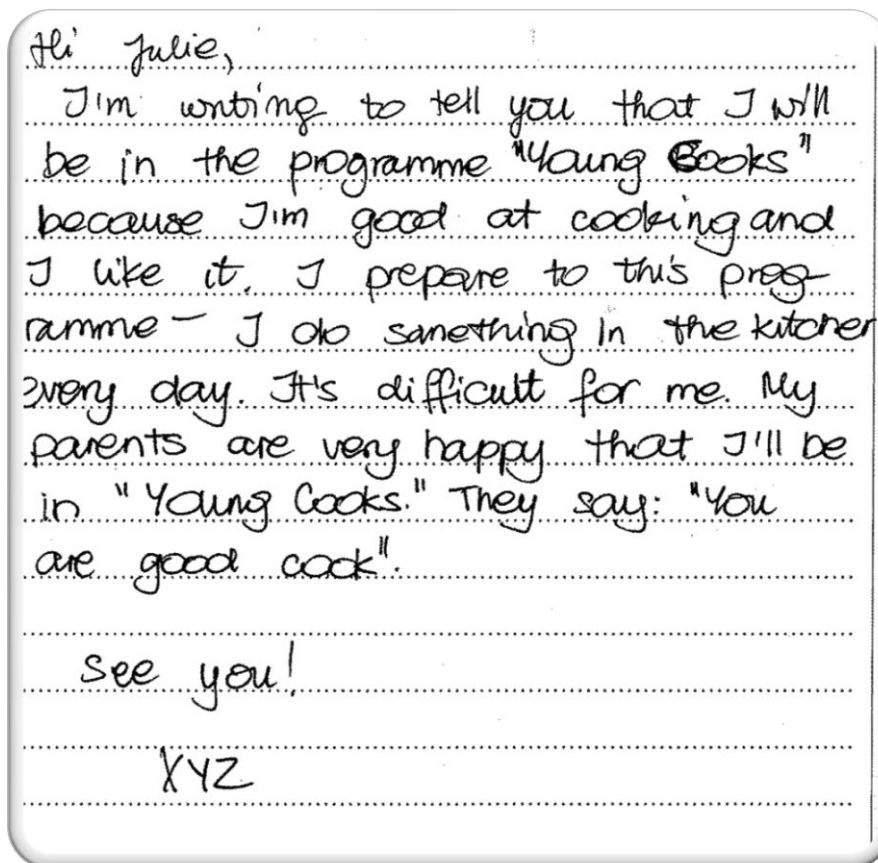 Hi Julie,
I'm writing to tell you that I will
be in the programme "Young Cooks"
because I'm good at cooking and
I like it. I prepare to this prog-
ramme - I do something in the kitchen
every day. It's difficult for me. My
parents are very happy that I'll be
in "Young Cooks." They say: "You
are good cook".
See you!
XYZ